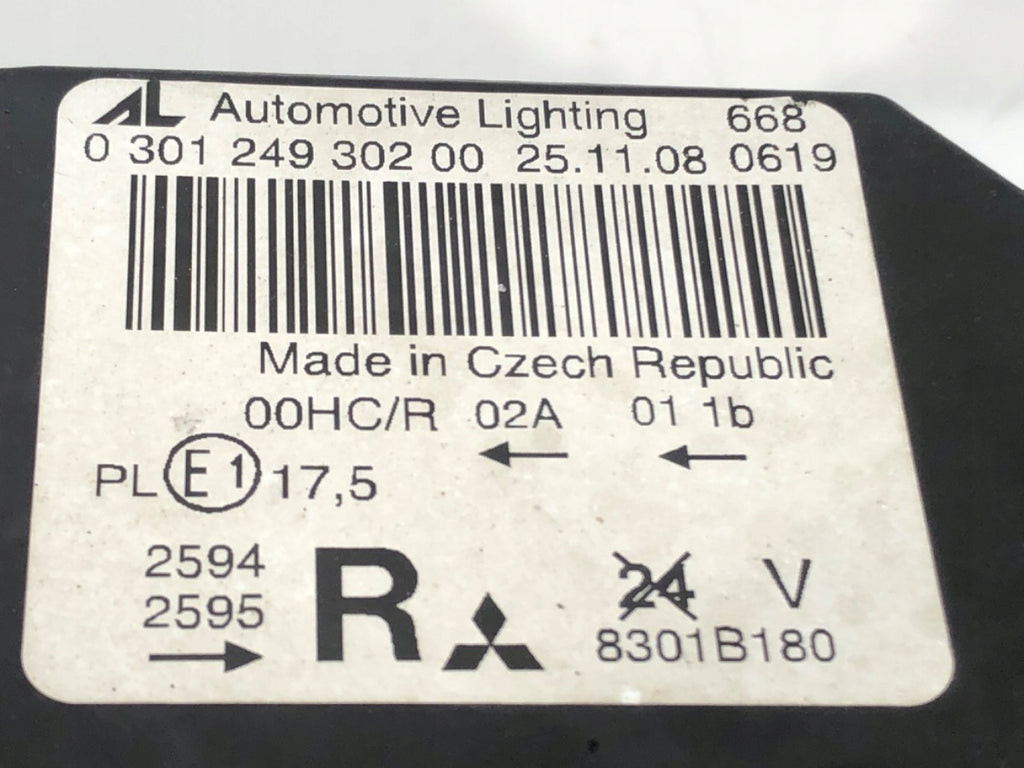 AL Automotive Lighting 668
0 301 249 302 00 25.11.08 0619
Made in Czech Republic
00HC/R 02A 01 1b
PL E1 17,5
2594
2595
R 24 V
8301B180